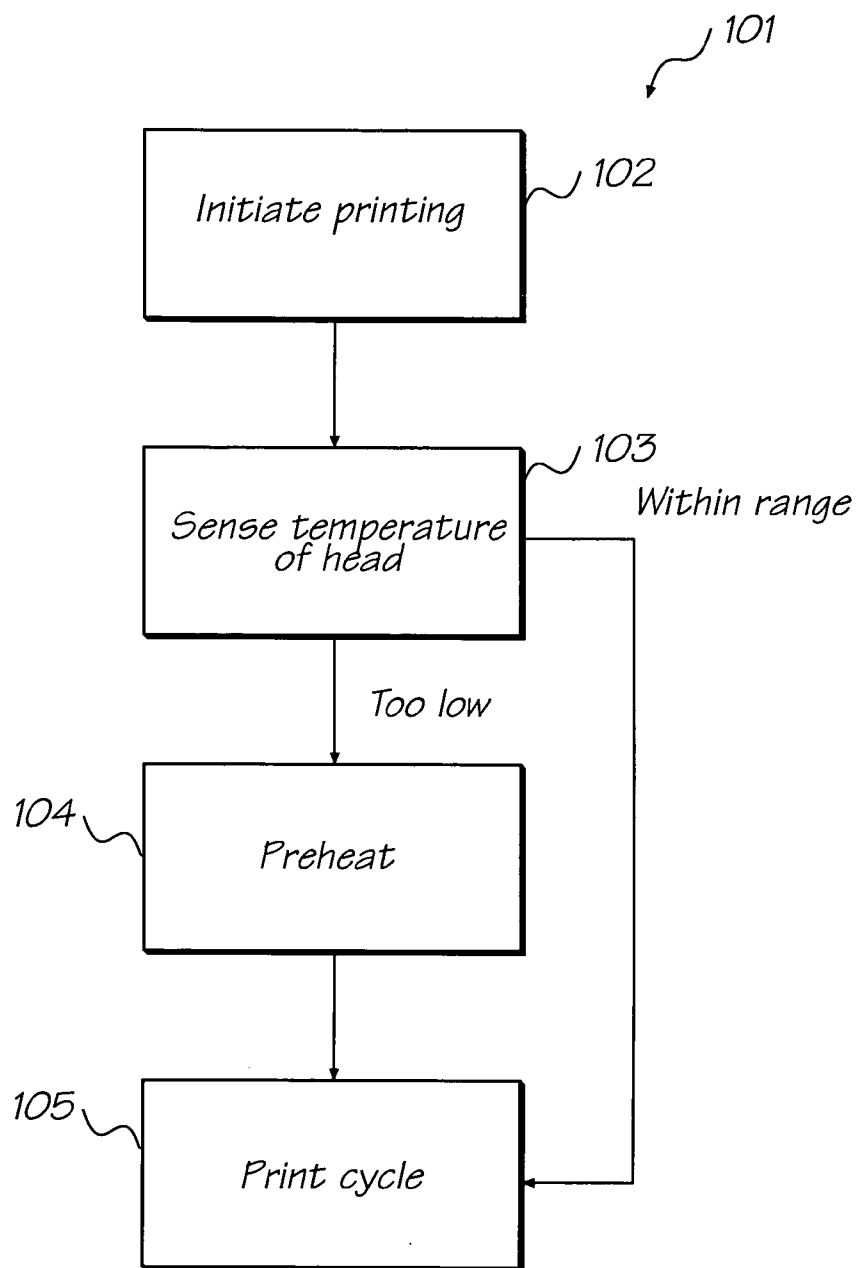 101
102
Initiate printing
103
Within range
Sense temperature
of head
Too low
104
Preheat
105
Print cycle